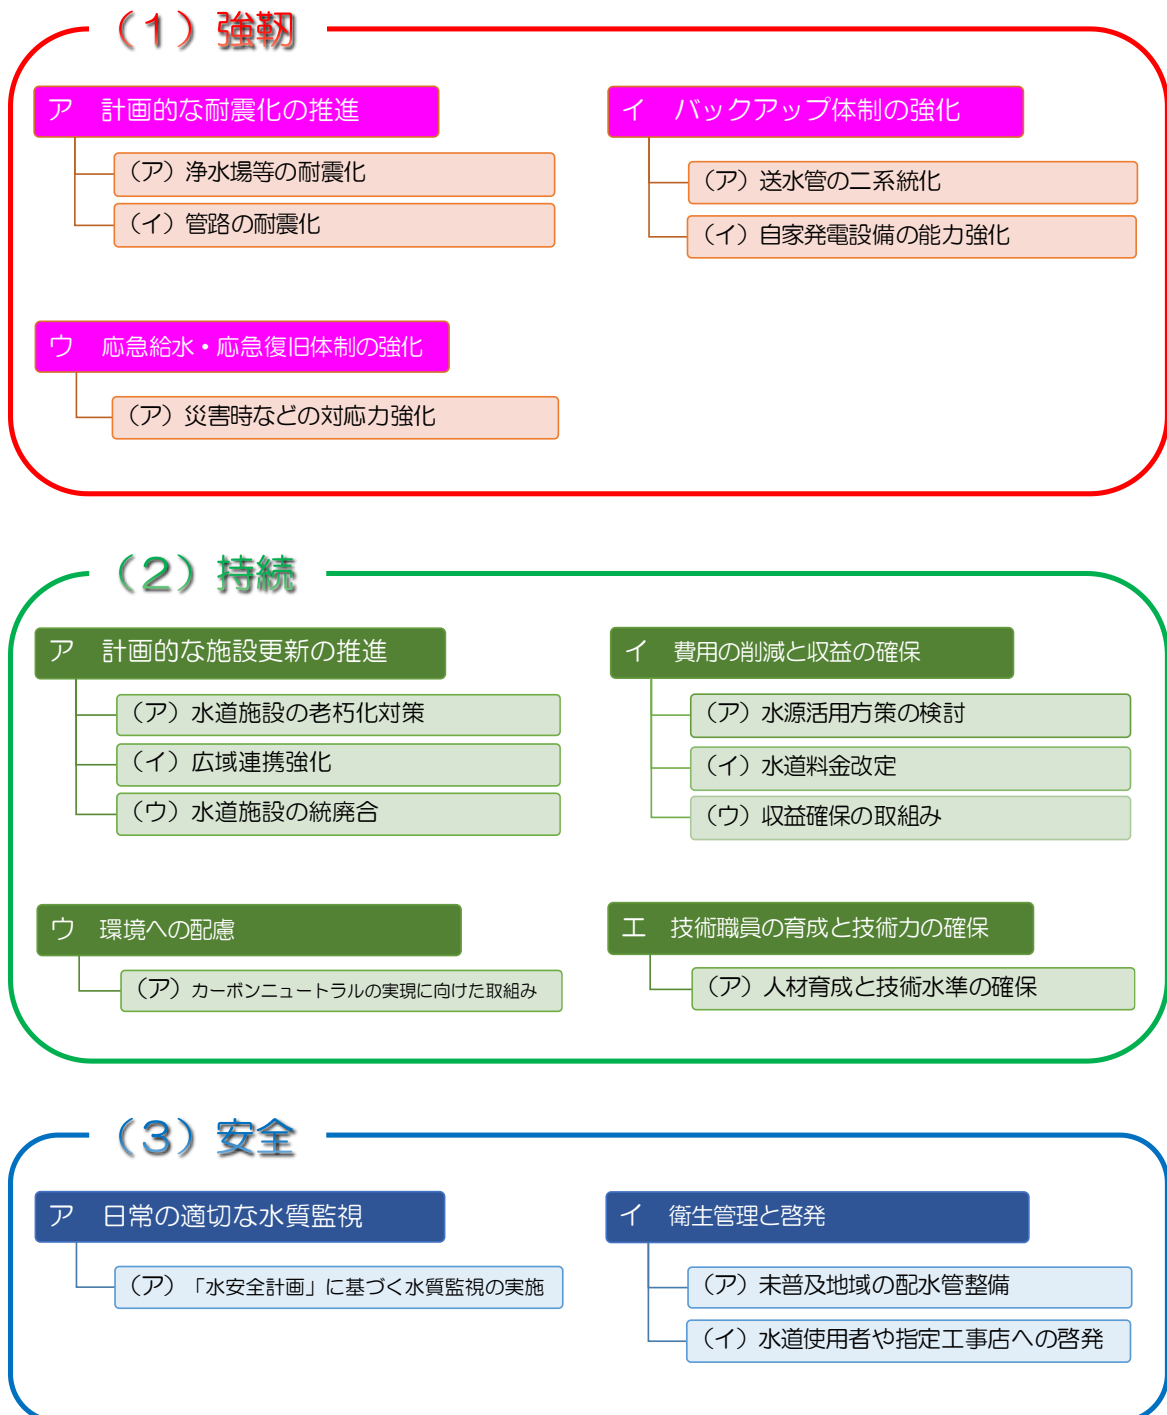 （１）強靭
ア　計画的な耐震化の推進
（ア）浄水場等の耐震化
（イ）管路の耐震化
イ　バックアップ体制の強化
（ア）送水管の二系統化
（イ）自家発電設備の能力強化
ウ　応急給水・応急復旧体制の強化
（ア）災害時などの対応力強化
（２）持続
ア　計画的な施設更新の推進
（ア）水道施設の老朽化対策
（イ）広域連携強化
（ウ）水道施設の統廃合
イ　費用の削減と収益の確保
（ア）水源活用方策の検討
（イ）水道料金改定
（ウ）収益確保の取組み
ウ　環境への配慮
（ア）カーボンニュートラルの実現に向けた取組み
エ　技術職員の育成と技術力の確保
（ア）人材育成と技術水準の確保
（３）安全
ア　日常の適切な水質監視
（ア）「水安全計画」に基づく水質監視の実施
イ　衛生管理と啓発
（ア）未普及地域の配水管整備
（イ）水道使用者や指定工事店への啓発